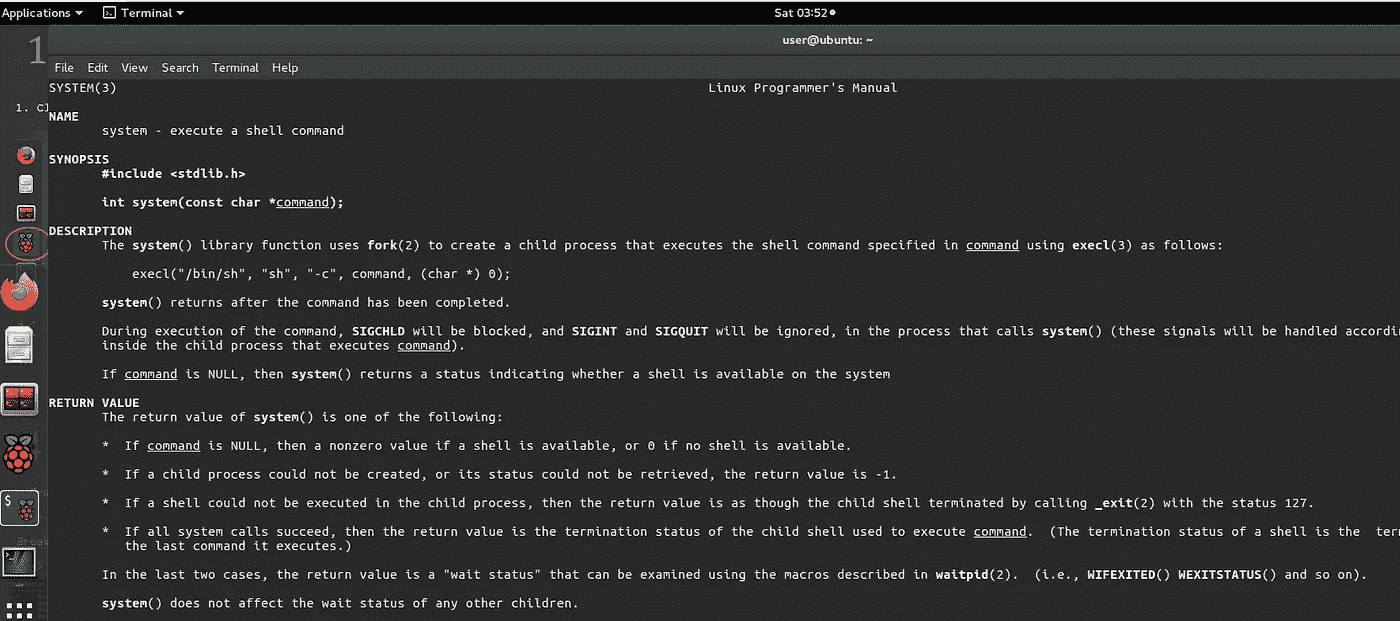 Applications Terminal Sat 03:52
1 user@ubuntu: ~
File Edit View Search Terminal Help
SYSTEM(3) Linux Programmer's Manual
1. Cl
NAME
system - execute a shell command
SYNOPSIS
#include <stdlib.h>
int system(const char *command);
DESCRIPTION
The system() library function uses fork(2) to create a child process that executes the shell command specified in command using execl(3) as follows:
execl("/bin/sh", "sh", "-c", command, (char *) 0);
system() returns after the command has been completed.
During execution of the command, SIGCHLD will be blocked, and SIGINT and SIGQUIT will be ignored, in the process that calls system() (these signals will be handled accordi
inside the child process that executes command).
If command is NULL, then system() returns a status indicating whether a shell is available on the system
RETURN VALUE
The return value of system() is one of the following:
* If command is NULL, then a nonzero value if a shell is available, or 0 if no shell is available.
* If a child process could not be created, or its status could not be retrieved, the return value is -1.
* If a shell could not be executed in the child process, then the return value is as though the child shell terminated by calling _exit(2) with the status 127.
* If all system calls succeed, then the return value is the termination status of the child shell used to execute command. (The termination status of a shell is the ter
the last command it executes.)
Break
In the last two cases, the return value is a "wait status" that can be examined using the macros described in waitpid(2). (i.e., WIFEXITED() WEXITSTATUS() and so on).
system() does not affect the wait status of any other children.